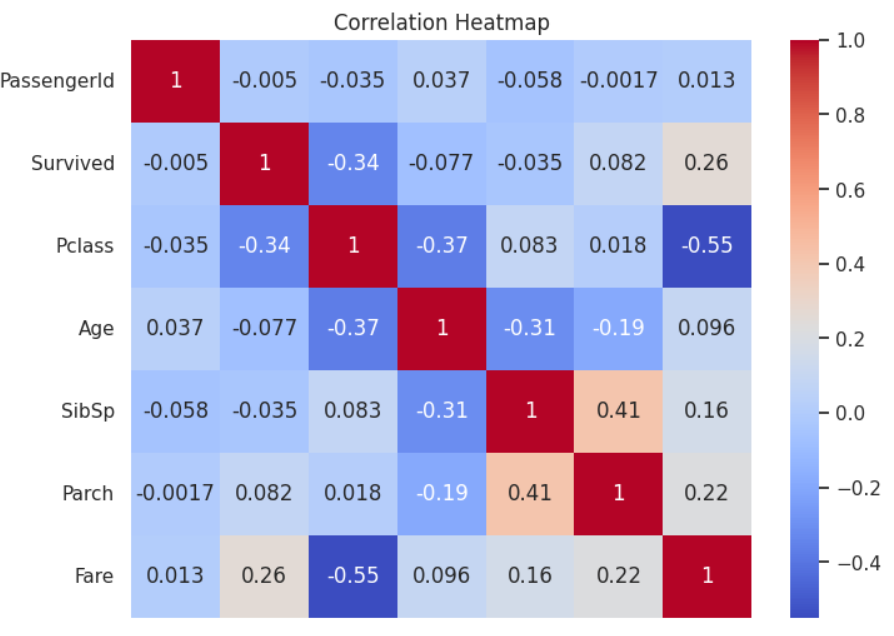 Correlation Heatmap
PassengerId 1 -0.005 -0.035 0.037 -0.058 -0.0017 0.013
Survived -0.005 1 -0.34 -0.077 -0.035 0.082 0.26
Pclass -0.035 -0.34 1 -0.37 0.083 0.018 -0.55
Age 0.037 -0.077 -0.37 1 -0.31 -0.19 0.096
SibSp -0.058 -0.035 0.083 -0.31 1 0.41 0.16
Parch -0.0017 0.082 0.018 -0.19 0.41 1 0.22
Fare 0.013 0.26 -0.55 0.096 0.16 0.22 1
1.0
0.8
0.6
0.4
0.2
0.0
−0.2
−0.4